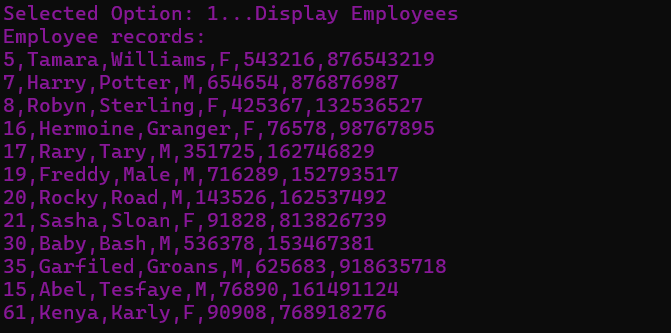 Selected Option: 1...Display Employees
Employee records:
5,Tamara,Williams,F,543216,876543219
7,Harry,Potter,M,654654,876876987
8,Robyn,Sterling,F,425367,132536527
16,Hermoine,Granger,F,76578,98767895
17,Rary,Tary,M,351725,162746829
19,Freddy,Male,M,716289,152793517
20,Rocky,Road,M,143526,162537492
21,Sasha,Sloan,F,91828,813826739
30,Baby,Bash,M,536378,153467381
35,Garfiled,Groans,M,625683,918635718
15,Abel,Tesfaye,M,76890,161491124
61,Kenya,Karly,F,90908,768918276